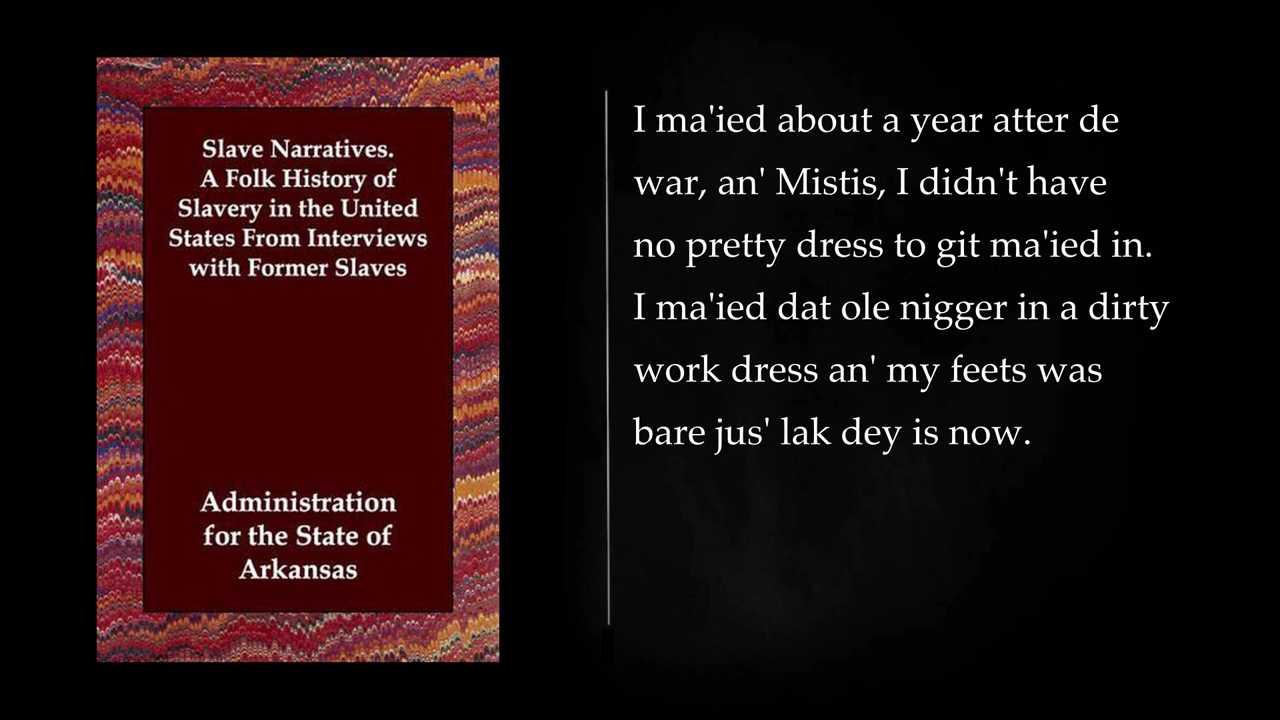 Slave Narratives.
A Folk History of
Slavery in the United
States From Interviews
with Former Slaves
Administration
for the State of
Arkansas
I ma'ied about a year atter de
war, an' Mistis, I didn't have
no pretty dress to git ma'ied in.
I ma'ied dat ole nigger in a dirty
work dress an' my feets was
bare jus' lak dey is now.